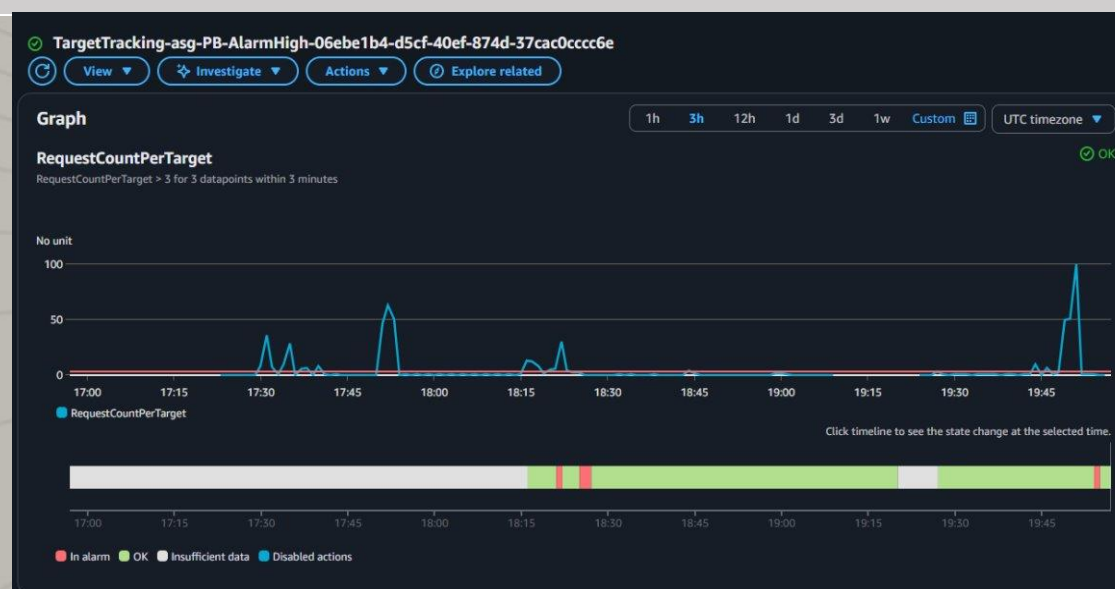 TargetTracking-asg-PB-AlarmHigh-06ebe1b4-d5cf-40ef-874d-37cac0cccc6e
View ▼ Investigate ▼ Actions ▼ Explore related
Graph 1h 3h 12h 1d 3d 1w Custom UTC timezone ▼
RequestCountPerTarget OK
RequestCountPerTarget > 3 for 3 datapoints within 3 minutes
No unit
100
50
0
17:00 17:15 17:30 17:45 18:00 18:15 18:30 18:45 19:00 19:15 19:30 19:45
RequestCountPerTarget
Click timeline to see the state change at the selected time.
17:00 17:15 17:30 17:45 18:00 18:15 18:30 18:45 19:00 19:15 19:30 19:45
In alarm OK Insufficient data Disabled actions